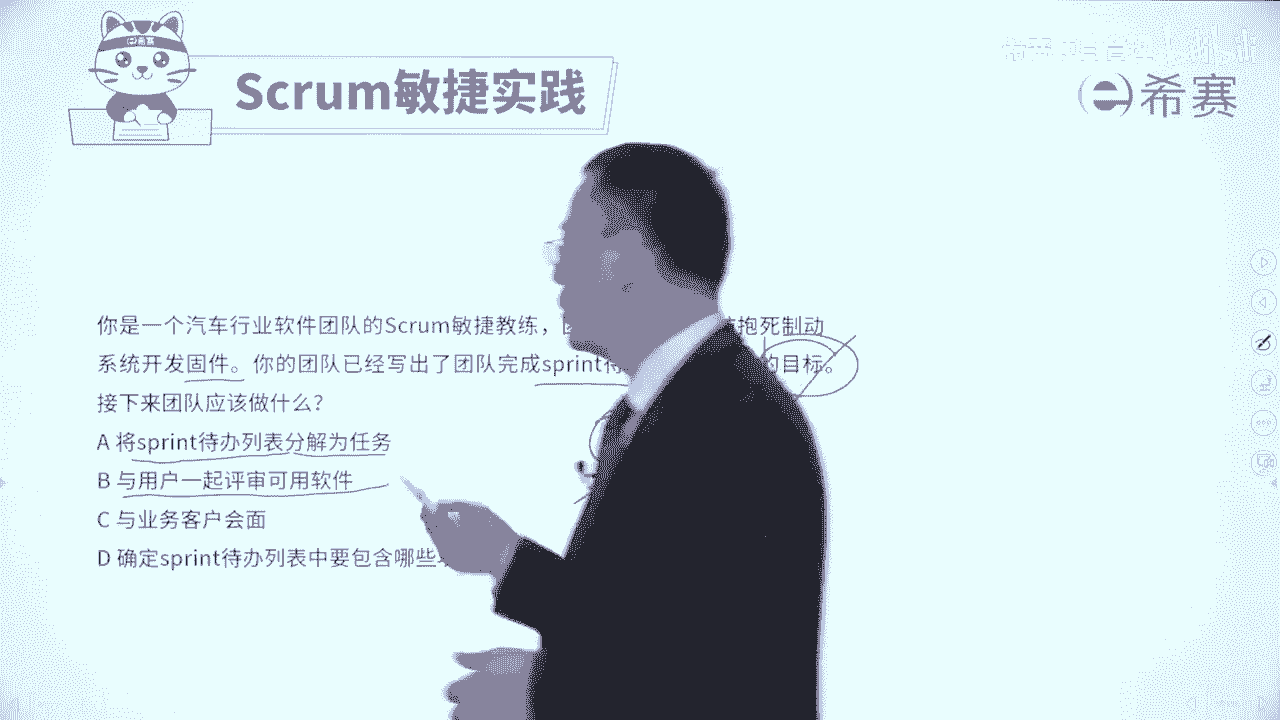 希赛
Scrum敏捷实践
希赛
你是一个汽车行业软件团队的Scrum敏捷教练，
抱死制动
系统开发固件。你的团队已经写出了团队完成sprint待
的目标。
接下来团队应该做什么？
A 将sprint待办列表分解为任务
B 与用户一起评审可用软件
C 与业务客户会面
D 确定sprint待办列表中要包含哪些